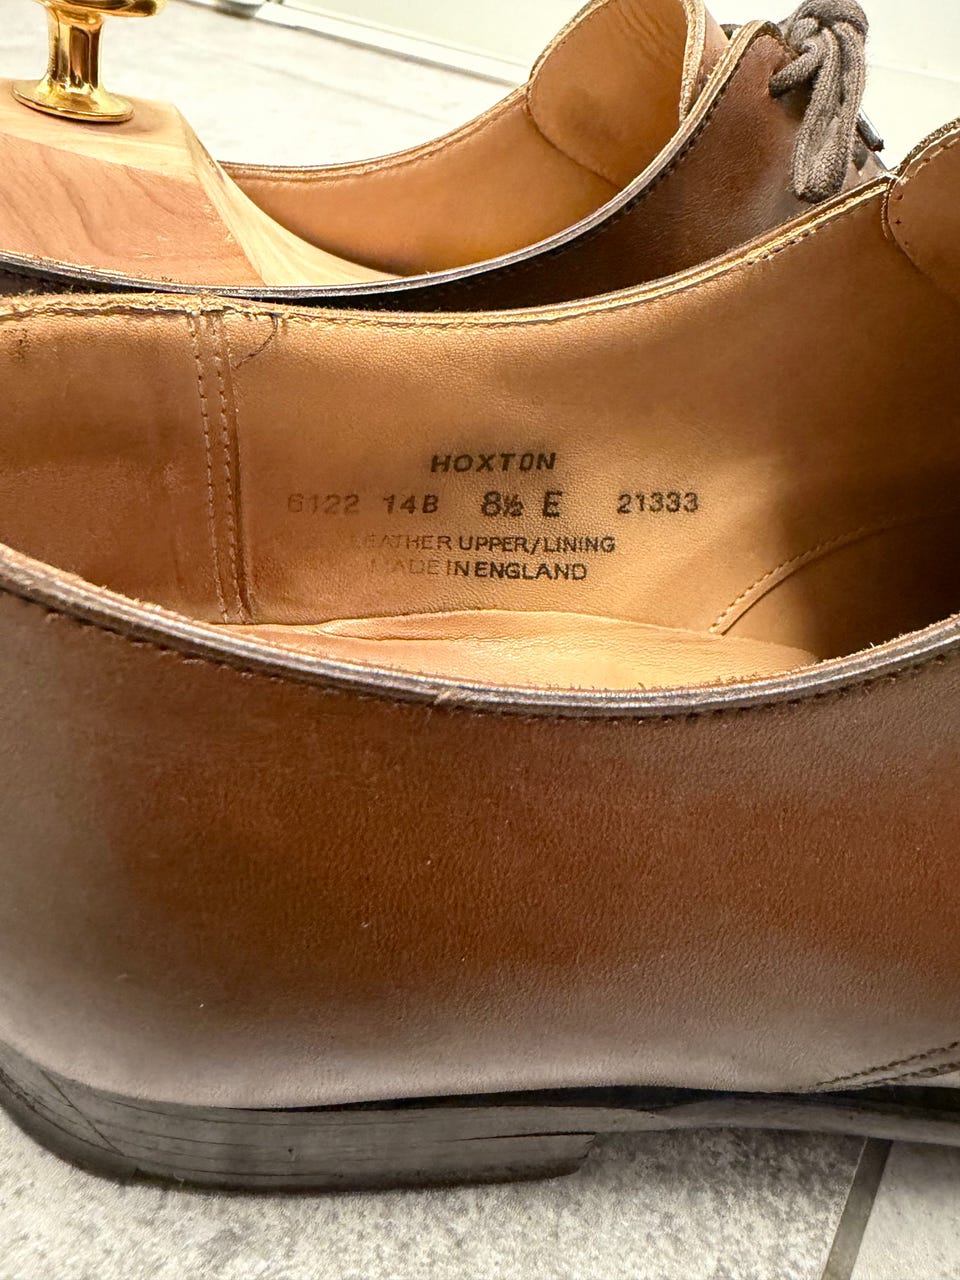 HOXTON
6122 14B 8½ E 21333
LEATHER UPPER/LINING
MADE IN ENGLAND